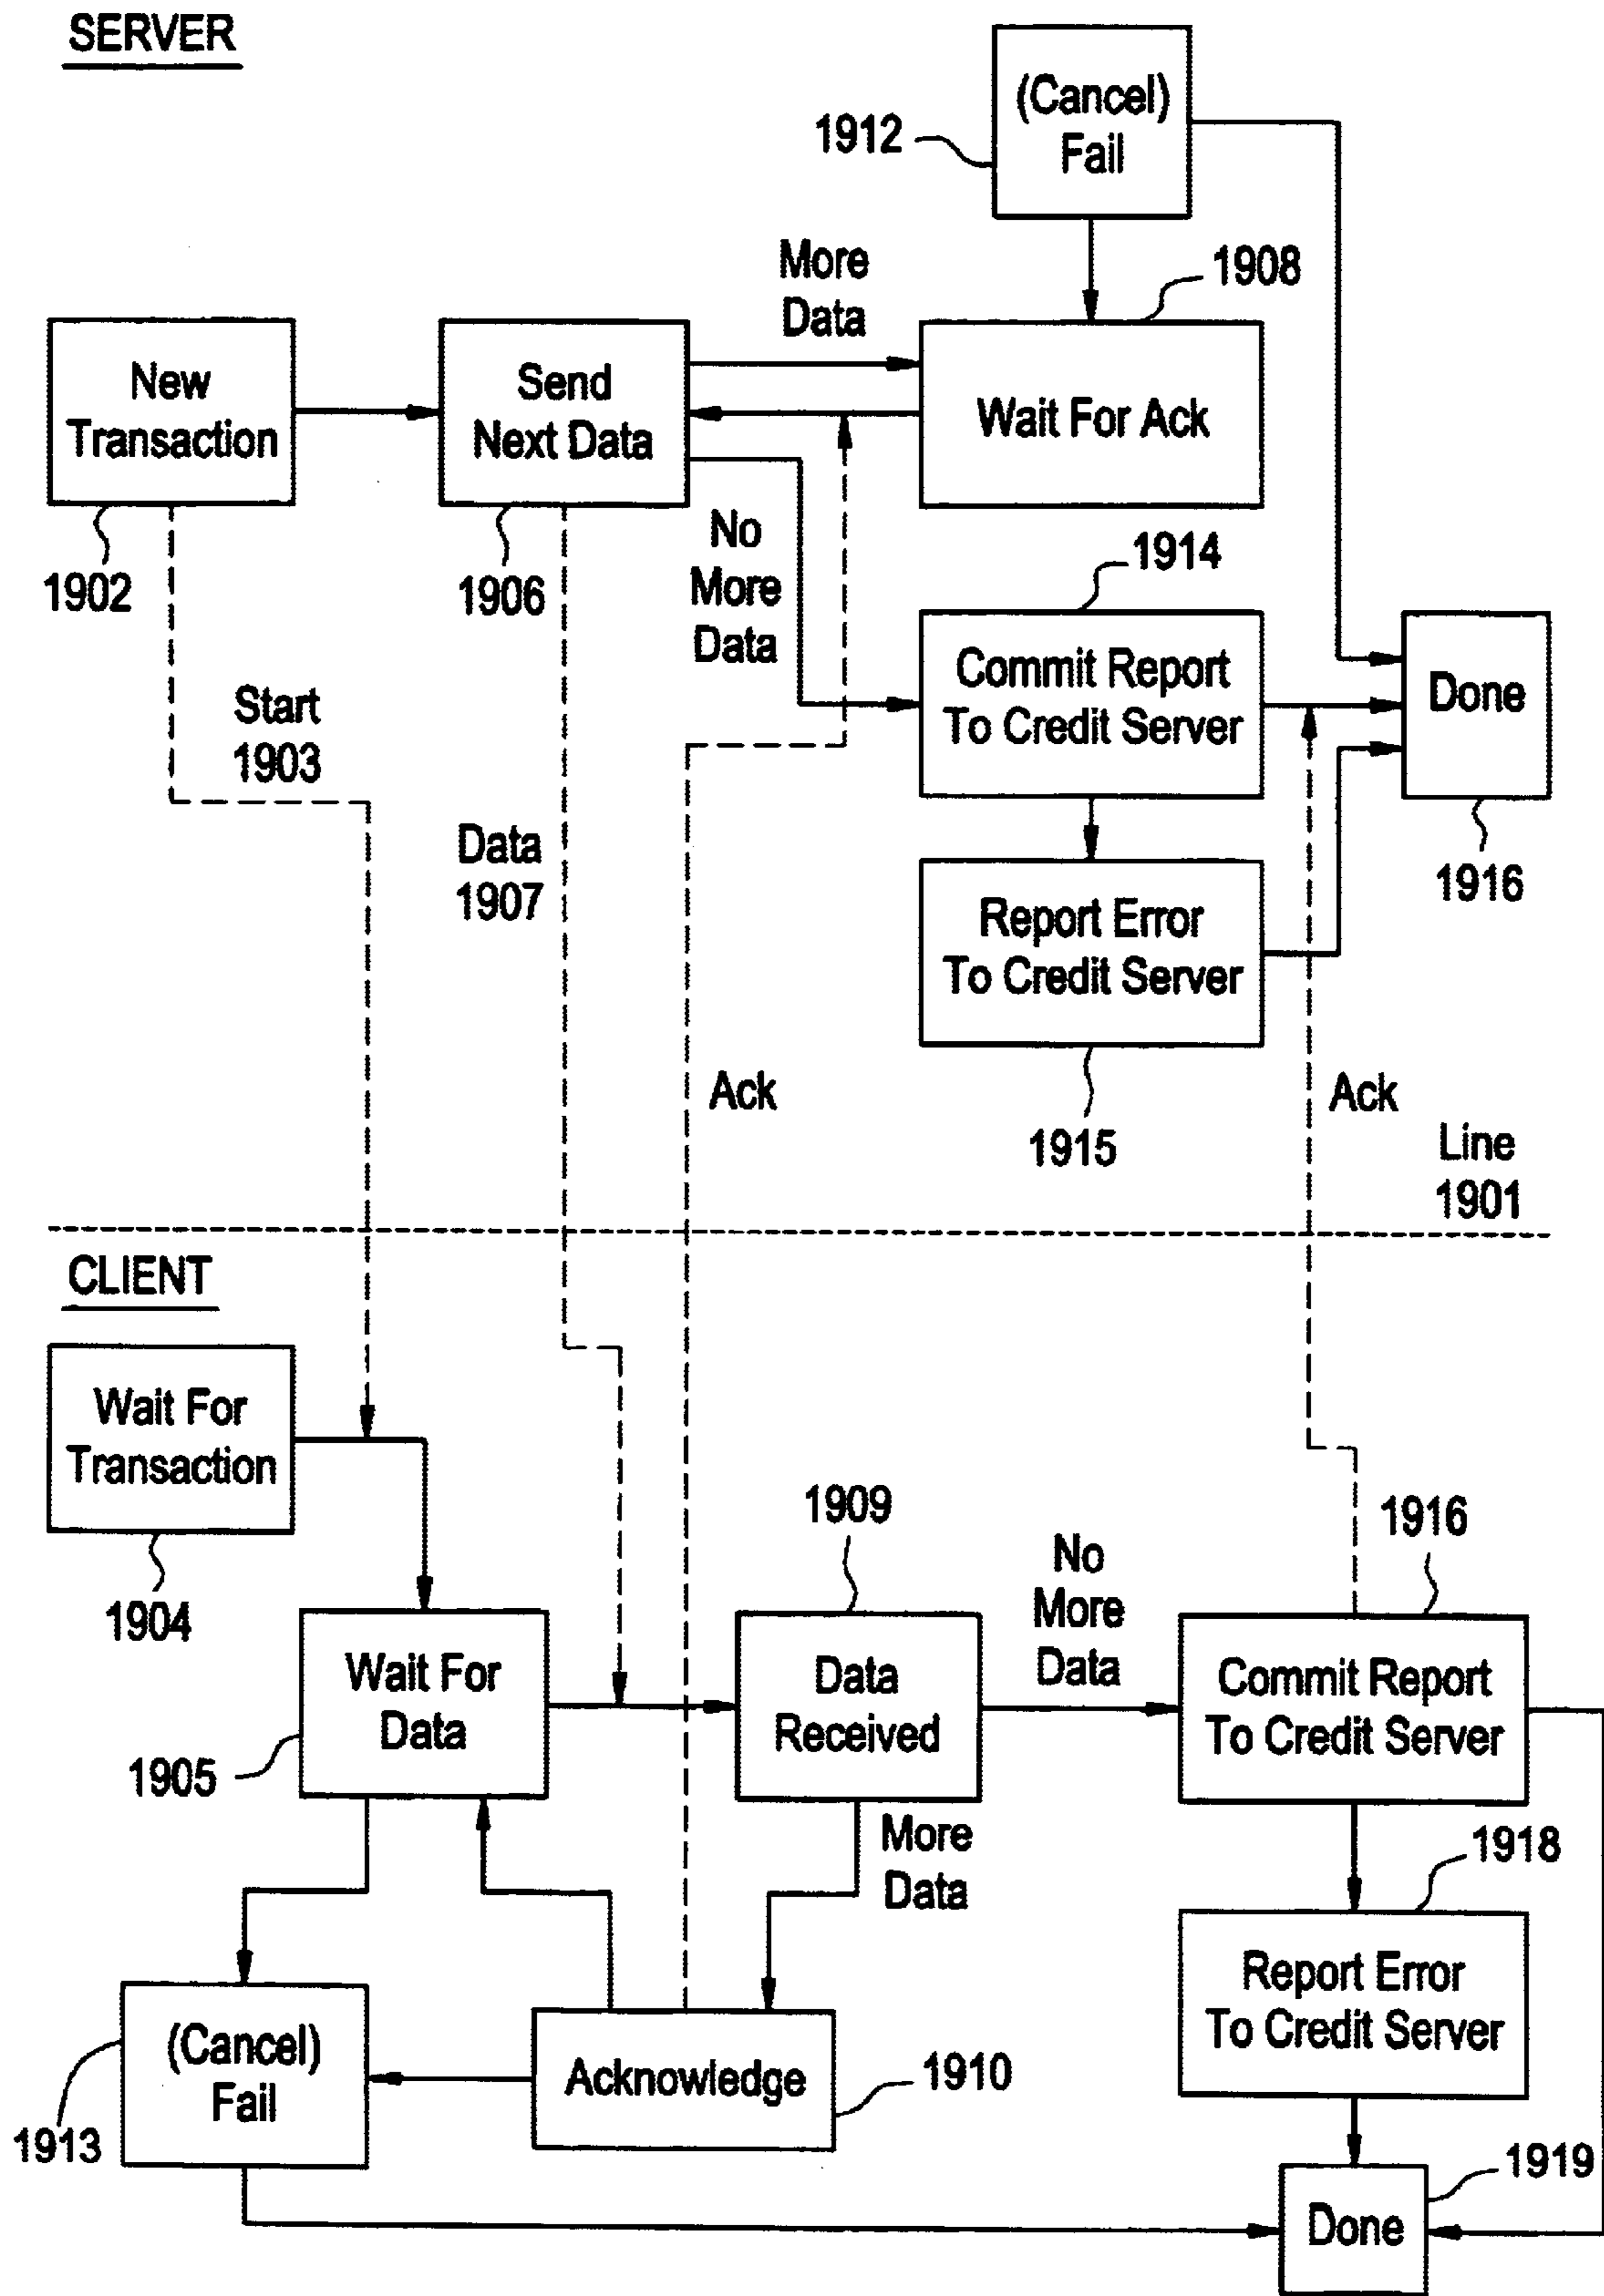 SERVER
(Cancel)
Fail
1912
More
Data
1908
New
Transaction
Send
Next Data
Wait For Ack
1902
1906
No
More
Data
1914
Commit Report
To Credit Server
Done
Start
1903
Data
1907
1916
Report Error
To Credit Server
Ack
1915
Ack
Line
1901
CLIENT
Wait For
Transaction
1904
1909
No
More
Data
1916
Wait For
Data
1905
Data
Received
Commit Report
To Credit Server
More
Data
1918
Report Error
To Credit Server
(Cancel)
Fail
1913
Acknowledge
1910
1919
Done